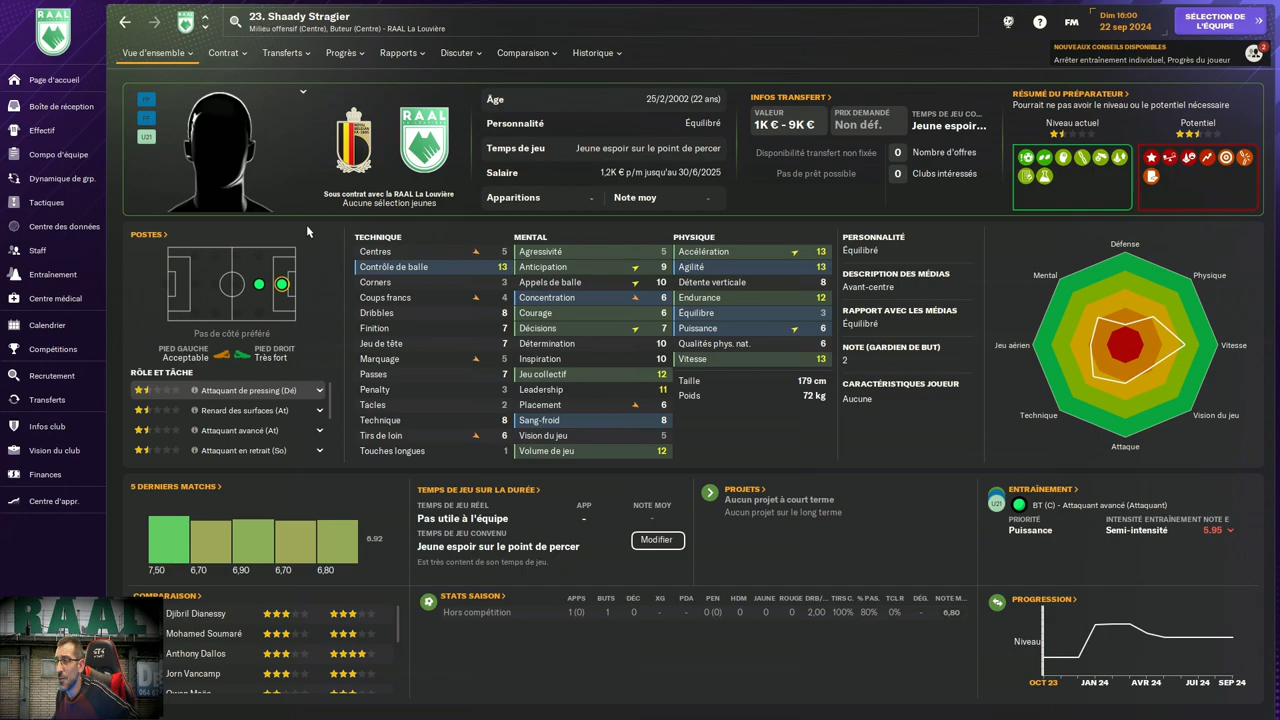 RAAL
RAAL
23. Shaady Stragier
Milieu offensif (Centre), Buteur (Centre) - RAAL La Louvière
FM
Dim 16:00
22 sep 2024
SÉLECTION DE
L'ÉQUIPE
Page d'accueil
Boîte de réception
Effectif
Compo d'équipe
Dynamique de grp.
Tactiques
Centre des données
Staff
Entraînement
Centre médical
Calendrier
Compétitions
Recrutement
Transferts
Infos club
Vision du club
Finances
Centre d'appr.
Vue d'ensemble
Contrat
Transferts
Progrès
Rapports
Discuter
Comparaison
Historique
NOUVEAUX CONSEILS DISPONIBLES
Arrêter entraînement individuel, Progrès du joueur
2
U21
RAAL
Sous contrat avec la RAAL La Louvière
Aucune sélection jeunes
Âge 25/2/2002 (22 ans)
Personnalité Équilibré
Temps de jeu Jeune espoir sur le point de percer
Salaire 1,2K € p/m jusqu'au 30/6/2025
Apparitions - Note moy -
INFOS TRANSFERT
VALEUR
1K € - 9K €
PRIX DEMANDÉ
Non déf.
TEMPS DE JEU CO...
Jeune espoir...
Disponibilité transfert non fixée
Pas de prêt possible
0 Nombre d'offres
0 Clubs intéressés
RÉSUMÉ DU PRÉPARATEUR
Pourrait ne pas avoir le niveau ou le potentiel nécessaire
Niveau actuel
Potentiel
POSTES
Pas de côté préféré
PIED GAUCHE
Acceptable
PIED DROIT
Très fort
RÔLE ET TÂCHE
Attaquant de pressing (Dé)
Renard des surfaces (At)
Attaquant avancé (At)
Attaquant en retrait (So)
TECHNIQUE
Centres 5
Contrôle de balle 13
Corners 3
Coups francs 4
Dribbles 8
Finition 7
Jeu de tête 7
Marquage 5
Passes 7
Penalty 3
Tacles 2
Technique 8
Tirs de loin 6
Touches longues 1
MENTAL
Agressivité 5
Anticipation 9
Appels de balle 10
Concentration 6
Courage 6
Décisions 7
Détermination 10
Inspiration 10
Jeu collectif 12
Leadership 11
Placement 6
Sang-froid 8
Vision du jeu 5
Volume de jeu 12
PHYSIQUE
Accélération 13
Agilité 13
Détente verticale 8
Endurance 12
Équilibre 3
Puissance 6
Qualités phys. nat. 6
Vitesse 13
Taille 179 cm
Poids 72 kg
PERSONNALITÉ
Équilibré
DESCRIPTION DES MÉDIAS
Avant-centre
RAPPORT AVEC LES MÉDIAS
Équilibré
NOTE (GARDIEN DE BUT)
2
CARACTÉRISTIQUES JOUEUR
Aucune
Défense
Physique
Vitesse
Vision du jeu
Attaque
Technique
Jeu aérien
Mental
5 DERNIERS MATCHS
6.92
7,50 6,70 6,90 6,70 6,80
TEMPS DE JEU SUR LA DURÉE
TEMPS DE JEU RÉEL
Pas utile à l'équipe
APP
-
NOTE MOY
-
TEMPS DE JEU CONVENU
Jeune espoir sur le point de percer
Est très content de son temps de jeu.
Modifier
PROJETS
Aucun projet à court terme
Aucun projet sur le long terme
ENTRAÎNEMENT
U21
BT (C) - Attaquant avancé (Attaquant)
PRIORITÉ
Puissance
INTENSITÉ ENTRAÎNEMENT
Semi-intensité
NOTE E
5.95
COMPARAISON
Djibril Dianessy
Mohamed Soumaré
Anthony Dallos
Jorn Vancamp
STATS SAISON
APPS BUTS DÉC XG PDA PEN HDM JAUNE ROUGE DRB/... TIRS C. % PAS. TCLR DÉG. NOTE M...
Hors compétition 1 (0) 1 0 - - 0 (0) 0 0 0 2,00 100% 80% 0% - 6,80
PROGRESSION
Niveau
OCT 23 JAN 24 AVR 24 JUI 24 SEP 24
RAAL